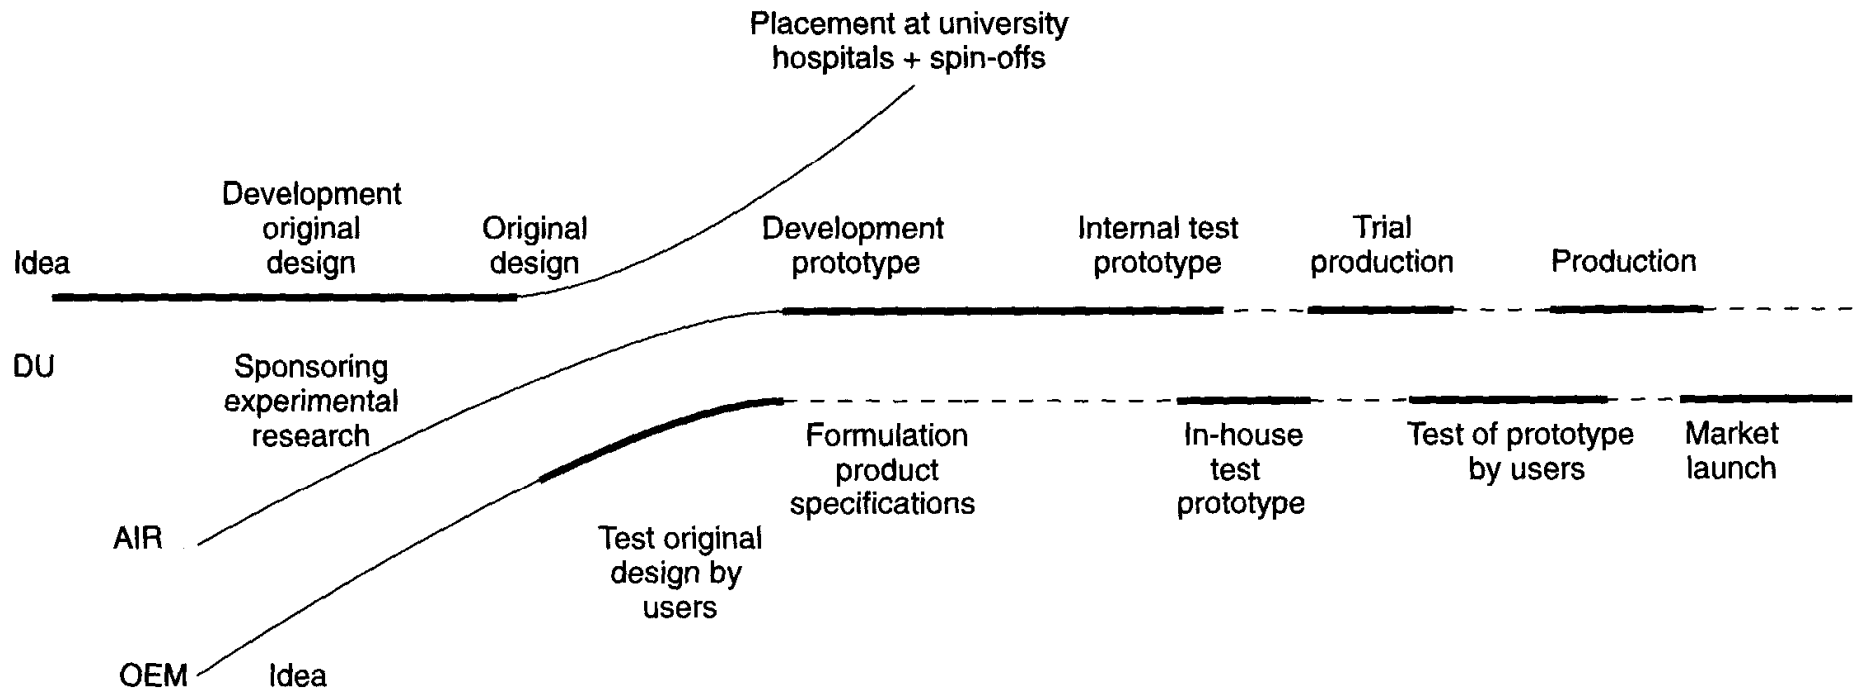 Placement at university
hospitals + spin-offs
Development
original
design
Original
design
Development
prototype
Internal test
prototype
Trial
production
Production
Idea
DU
Sponsoring
experimental
research
Formulation
product
specifications
In-house
test
prototype
Test of prototype
by users
Market
launch
AIR
Test original
design by
users
OEM
Idea